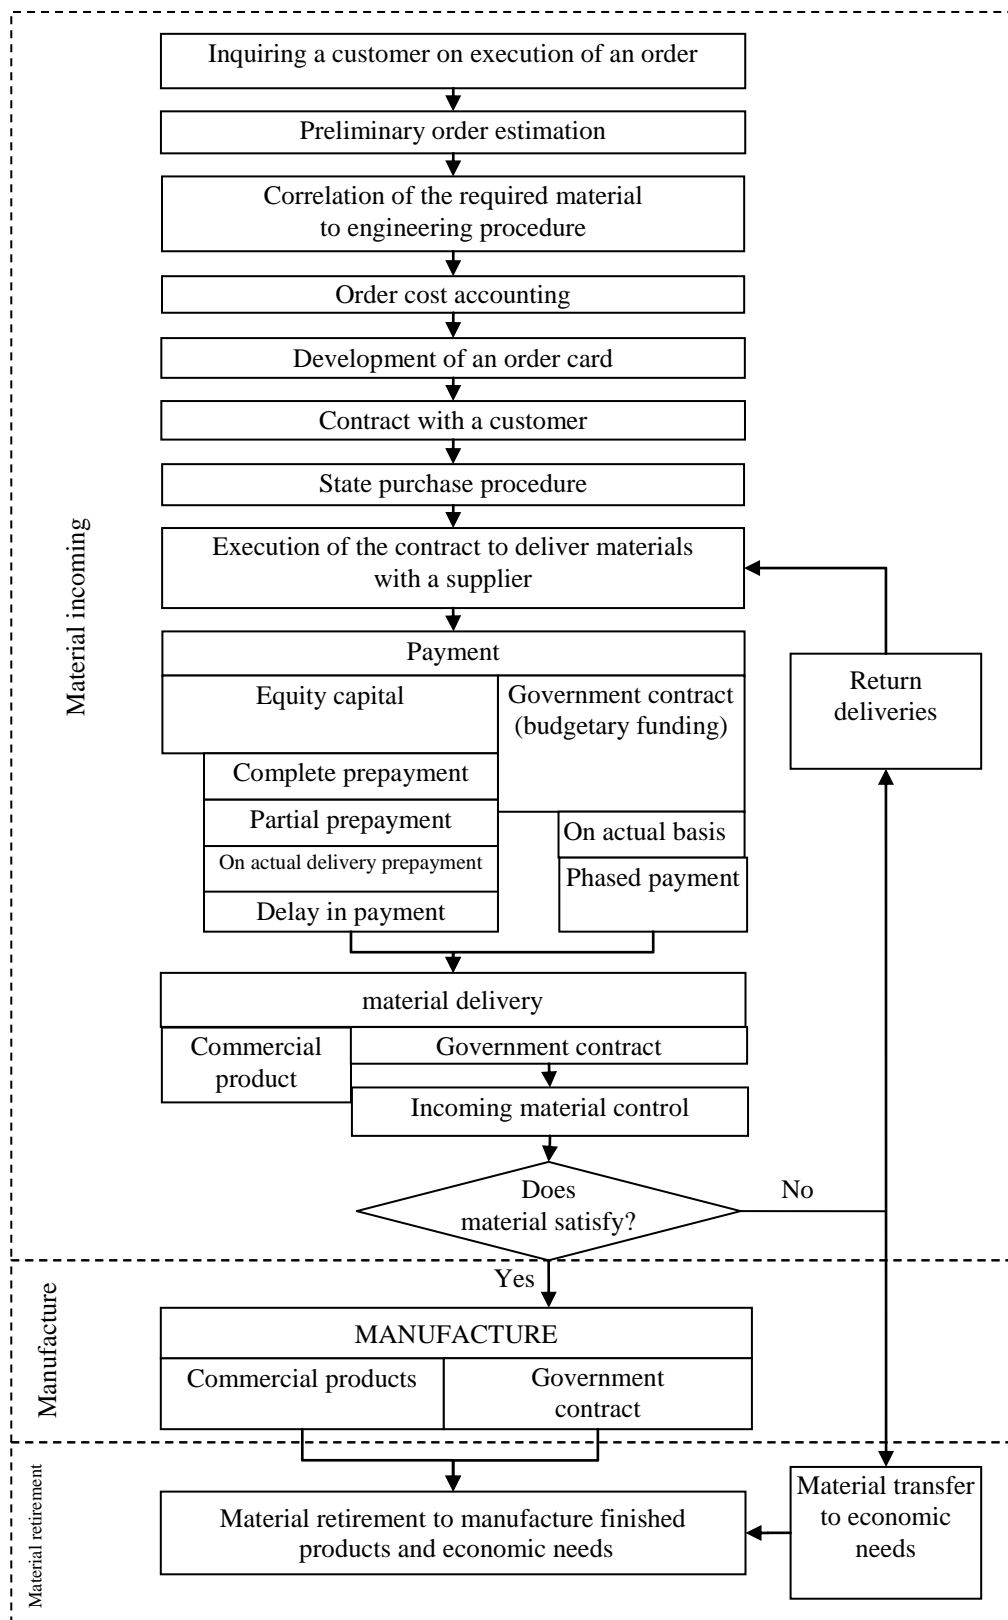 Inquiring a customer on execution of an order
Preliminary order estimation
Correlation of the required material
to engineering procedure
Order cost accounting
Development of an order card
Contract with a customer
State purchase procedure
Execution of the contract to deliver materials
with a supplier
Material incoming
Payment
Equity capital
Government contract
(budgetary funding)
Return
deliveries
Complete prepayment
Partial prepayment
On actual delivery prepayment
Delay in payment
On actual basis
Phased payment
material delivery
Commercial
product
Government contract
Incoming material control
Does
material satisfy?
No
Yes
Manufacture
MANUFACTURE
Commercial products
Government
contract
Material retirement
Material retirement to manufacture finished
products and economic needs
Material transfer
to economic
needs